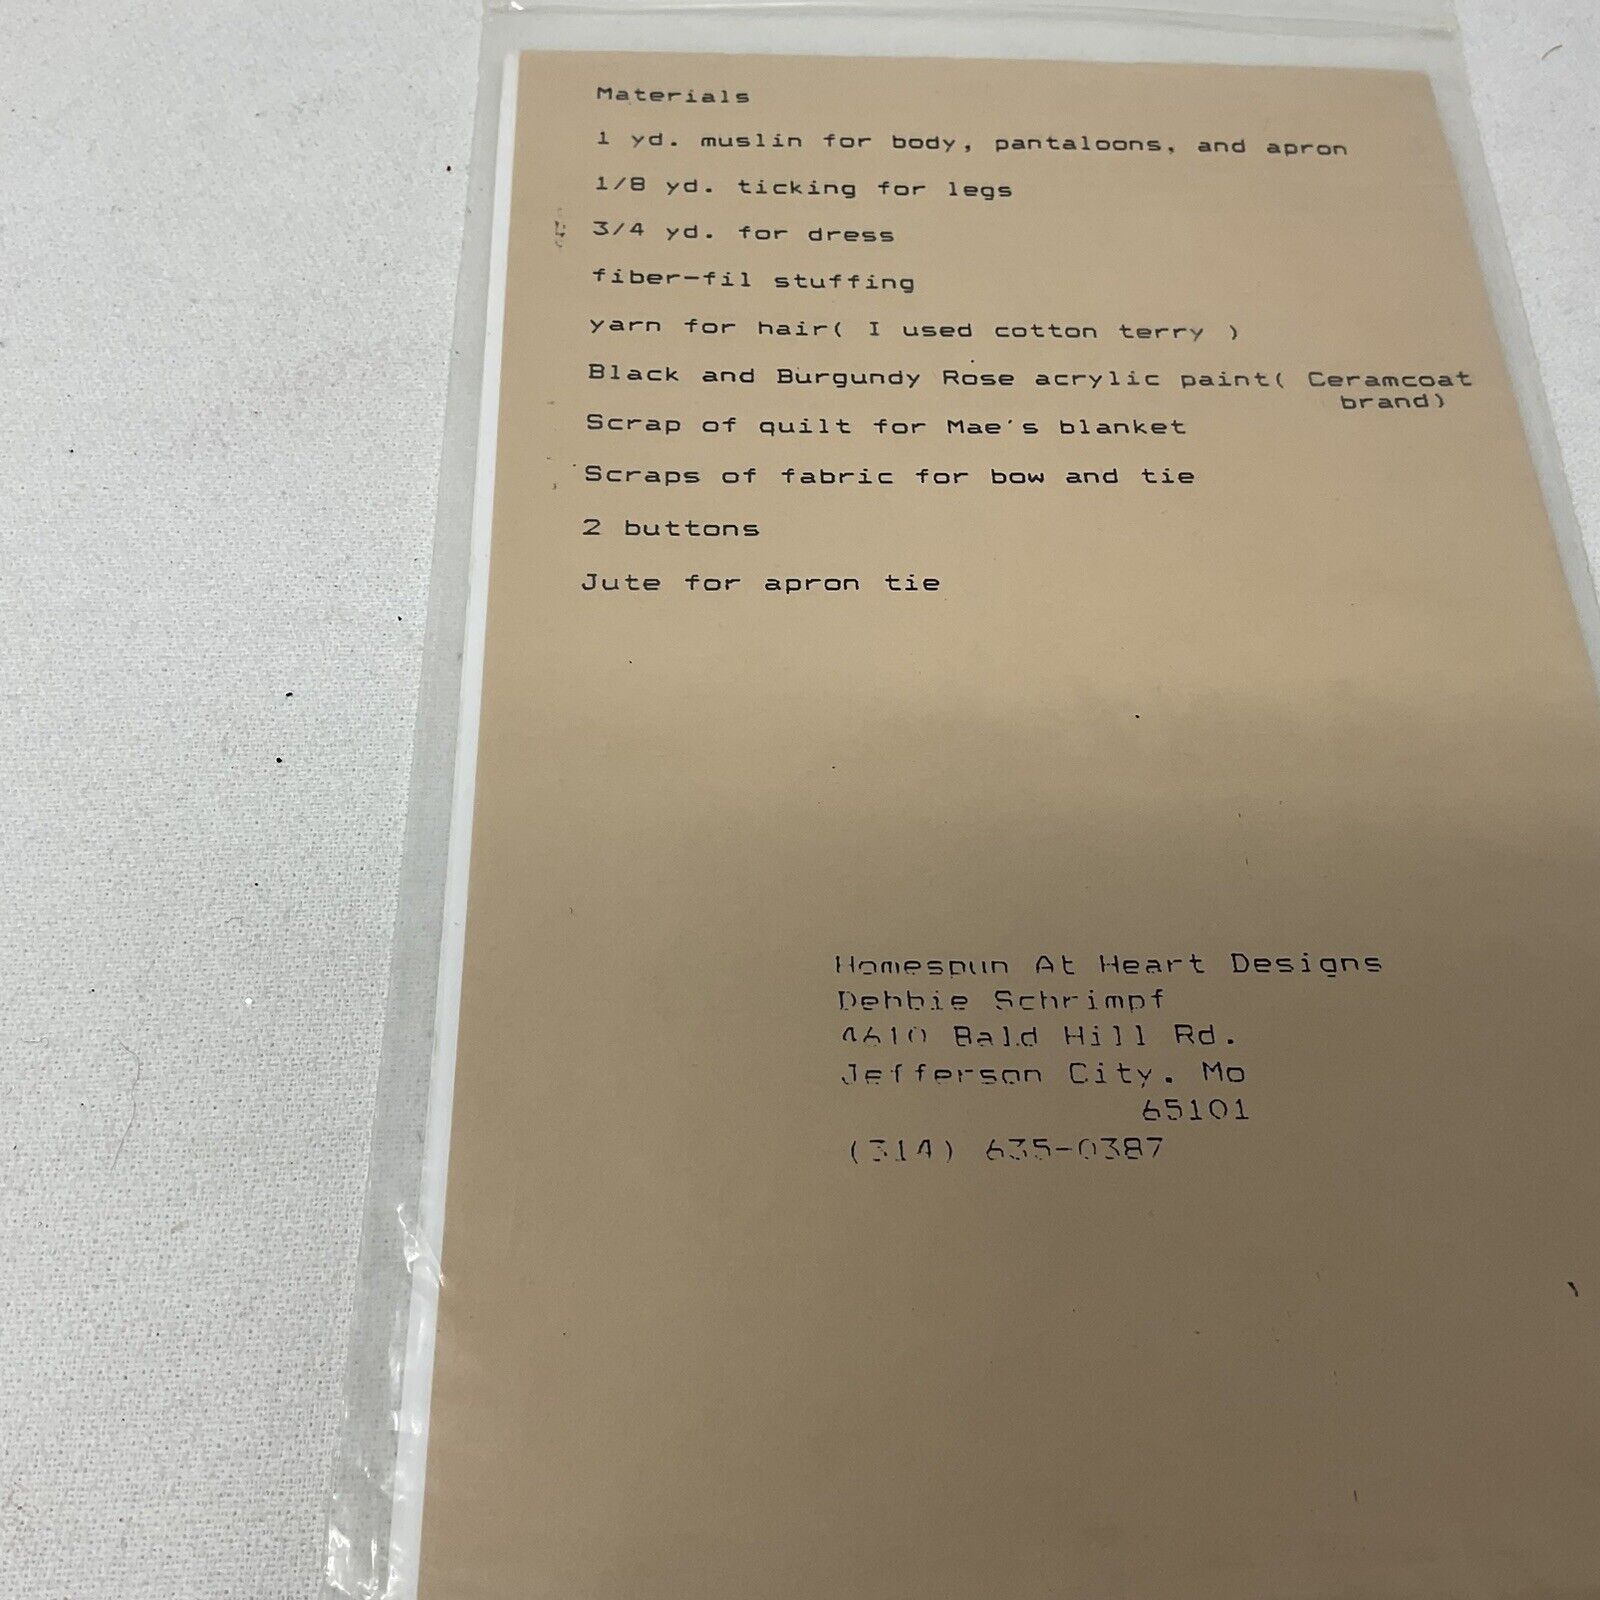 Materials
1 yd. muslin for body, pantaloons, and apron
1/8 yd. ticking for legs
3/4 yd. for dress
fiber-fil stuffing
yarn for hair( I used cotton terry )
Black and Burgundy Rose acrylic paint( Ceramcoat
brand)
Scrap of quilt for Mae's blanket
Scraps of fabric for bow and tie
2 buttons
Jute for apron tie
Homespun At Heart Designs
Debbie Schrimpf
4610 Bald Hill Rd.
Jefferson City. Mo
65101
(314) 635-0387